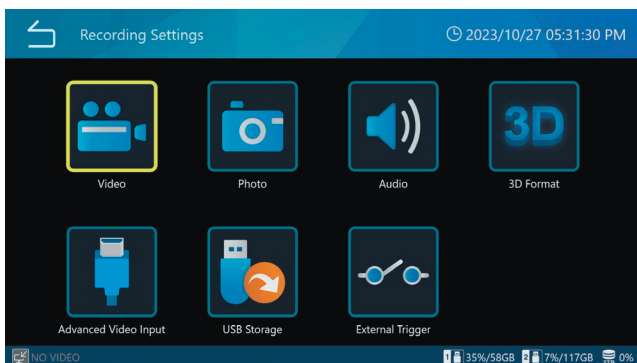 Recording Settings 2023/10/27 05:31:30 PM
3D
Video Photo Audio 3D Format
Advanced Video Input USB Storage External Trigger
NO VIDEO 1 35%/58GB 2 7%/117GB 1TB 0%